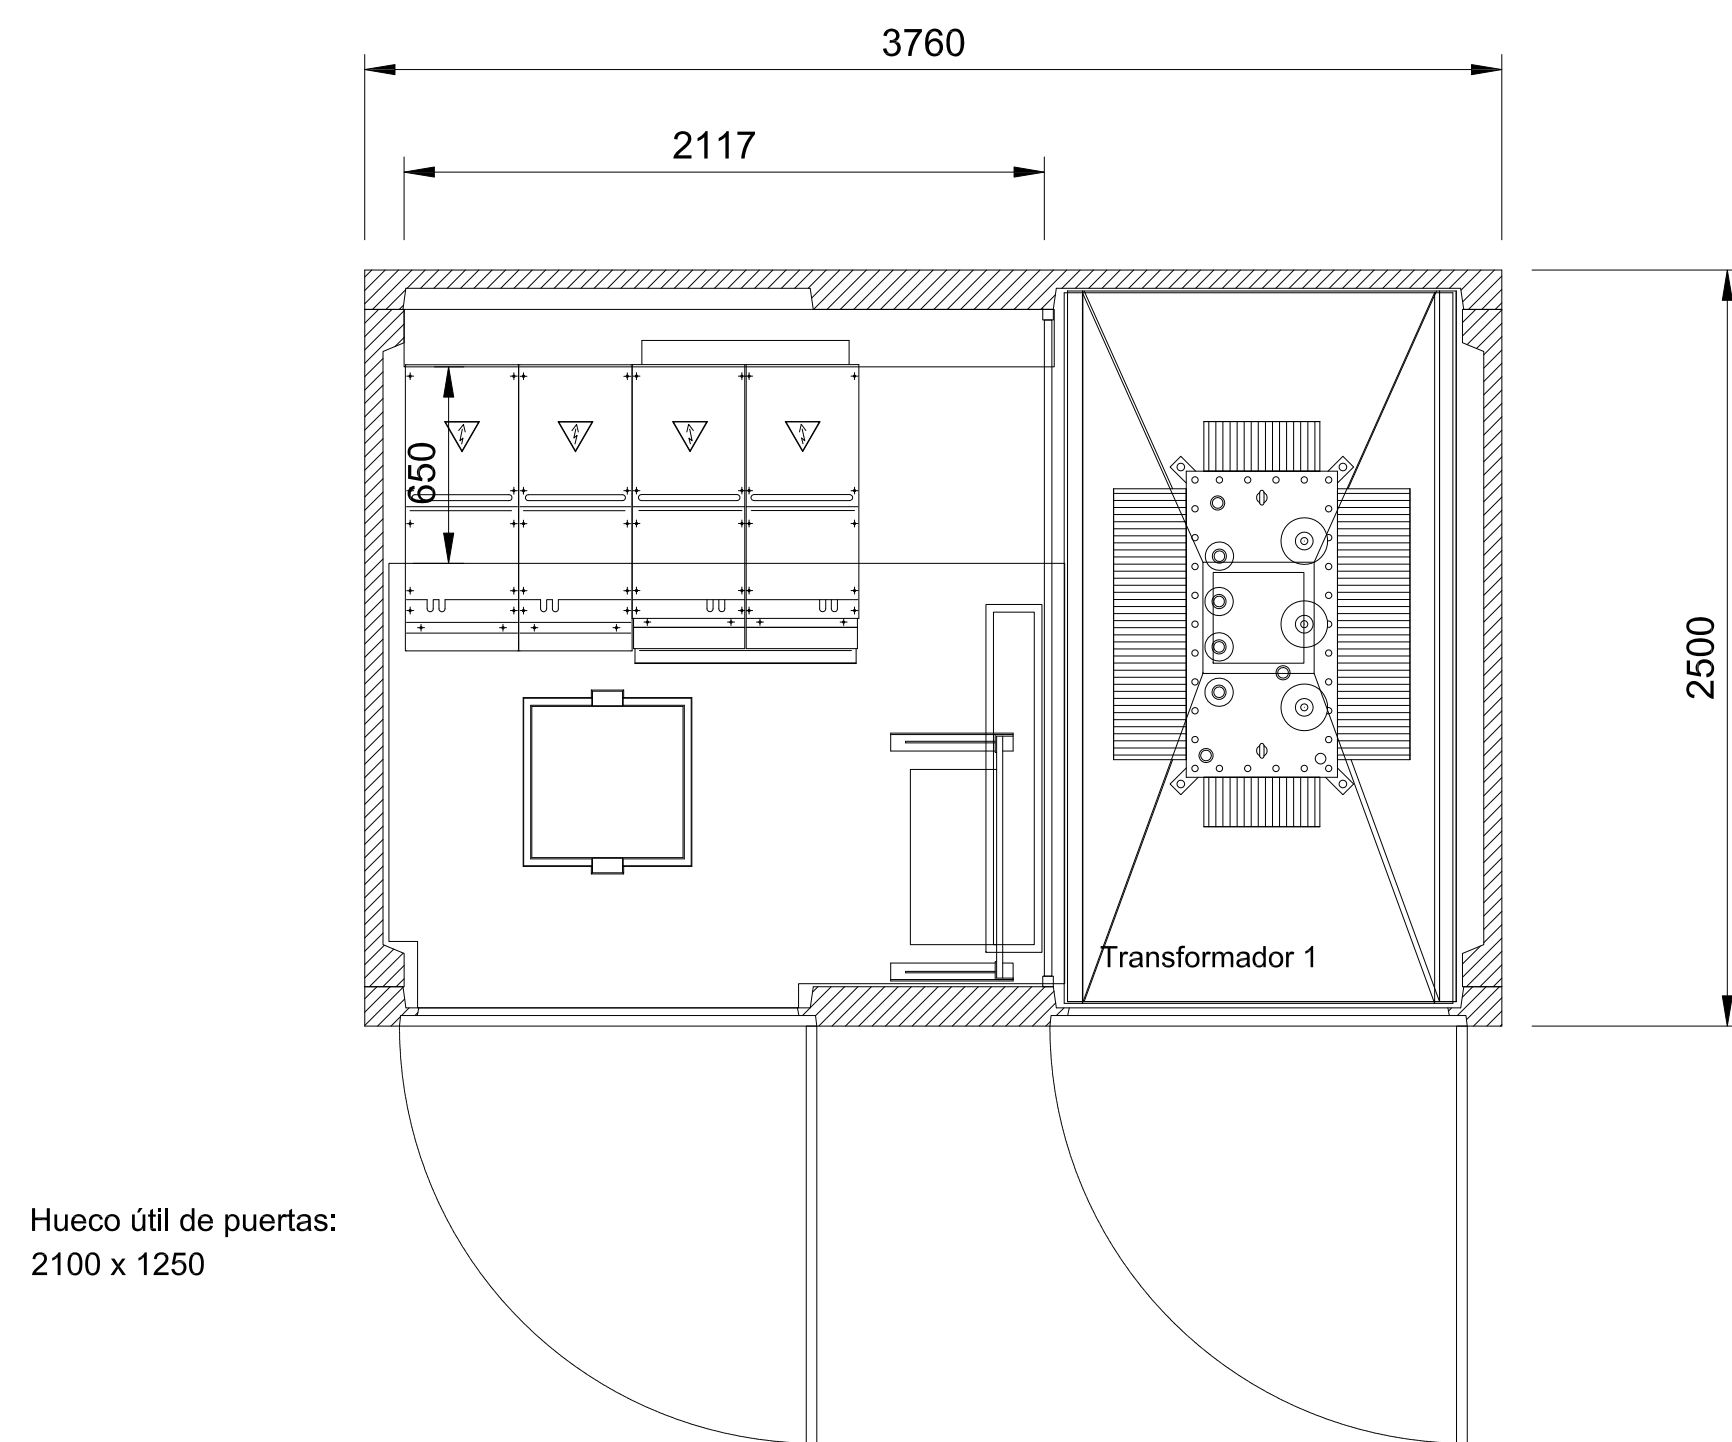 3760
2117
650
2500
Transformador 1
Hueco útil de puertas:
2100 x 1250